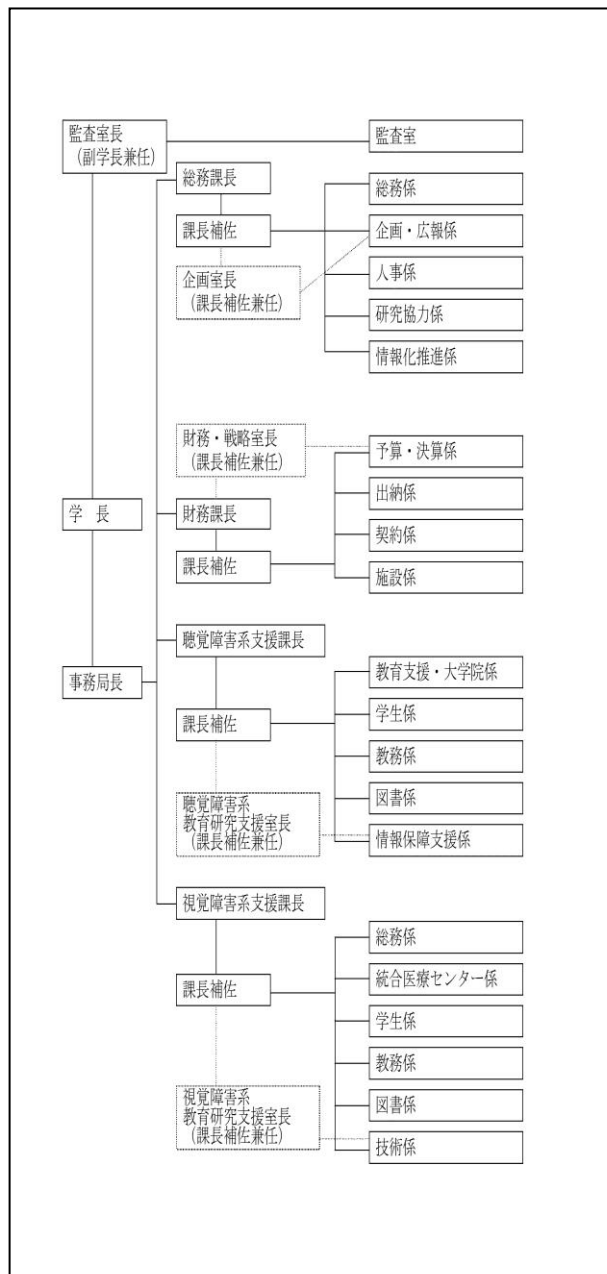 監査室長
（副学長兼任）
監査室
総務課長
総務係
課長補佐
企画・広報係
企画室長
（課長補佐兼任）
人事係
研究協力係
情報化推進係
財務・戦略室長
（課長補佐兼任）
予算・決算係
出納係
学　長
財務課長
契約係
課長補佐
施設係
聴覚障害系支援課長
事務局長
教育支援・大学院係
学生係
課長補佐
教務係
図書係
聴覚障害系
教育研究支援室長
（課長補佐兼任）
情報保障支援係
視覚障害系支援課長
総務係
統合医療センター係
課長補佐
学生係
教務係
視覚障害系
教育研究支援室長
（課長補佐兼任）
図書係
技術係